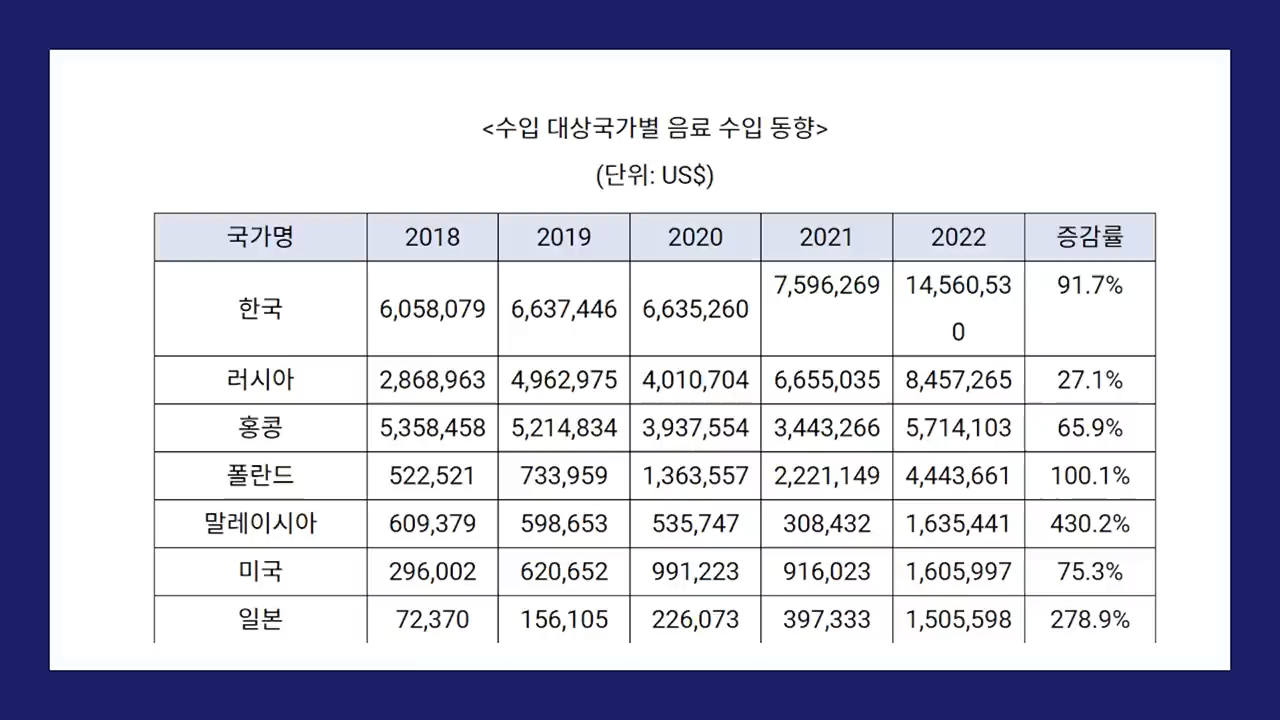 <수입 대상국가별 음료 수입 동향>
(단위: US$)
국가명 2018 2019 2020 2021 2022 증감률
한국 6,058,079 6,637,446 6,635,260 7,596,269 14,560,530 91.7%
러시아 2,868,963 4,962,975 4,010,704 6,655,035 8,457,265 27.1%
홍콩 5,358,458 5,214,834 3,937,554 3,443,266 5,714,103 65.9%
폴란드 522,521 733,959 1,363,557 2,221,149 4,443,661 100.1%
말레이시아 609,379 598,653 535,747 308,432 1,635,441 430.2%
미국 296,002 620,652 991,223 916,023 1,605,997 75.3%
일본 72,370 156,105 226,073 397,333 1,505,598 278.9%